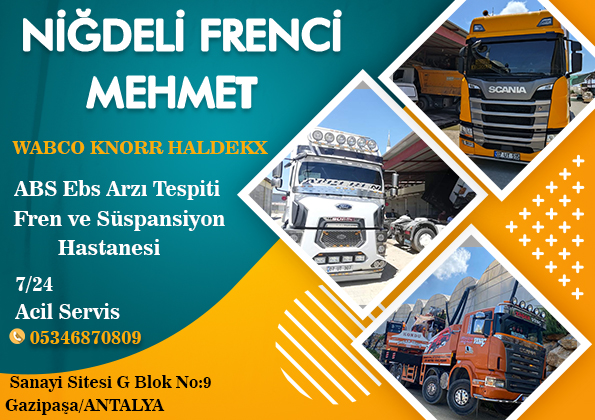 NİĞDELİ FRENCİ
MEHMET
WABCO KNORR HALDEKX
ABS Ebs Arzı Tespiti
Fren ve Süspansiyon
Hastanesi
7/24
Acil Servis
05346870809
Sanayi Sitesi G Blok No:9
Gazipaşa/ANTALYA
SCANIA